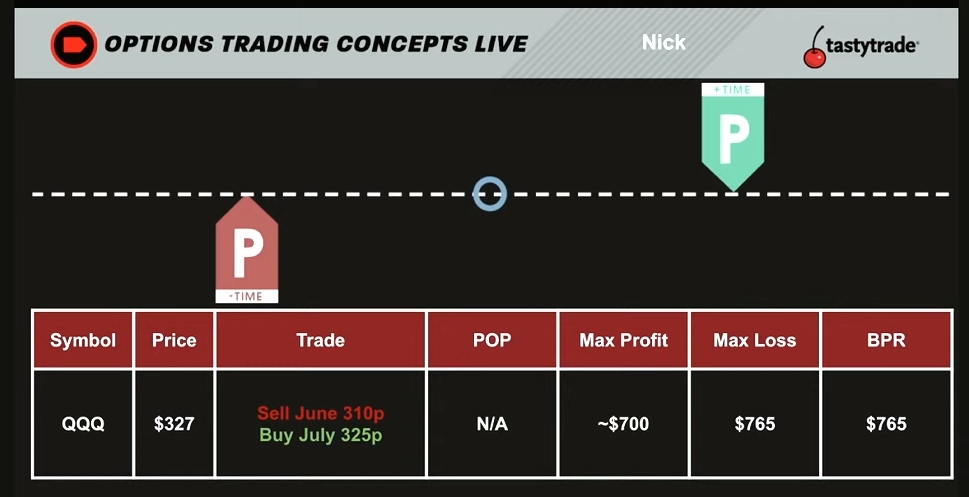 OPTIONS TRADING CONCEPTS LIVE
Nick
tastytrade
+TIME
P
P
-TIME
Symbol Price Trade POP Max Profit Max Loss BPR
QQQ $327 Sell June 310p N/A ~$700 $765 $765
Buy July 325p